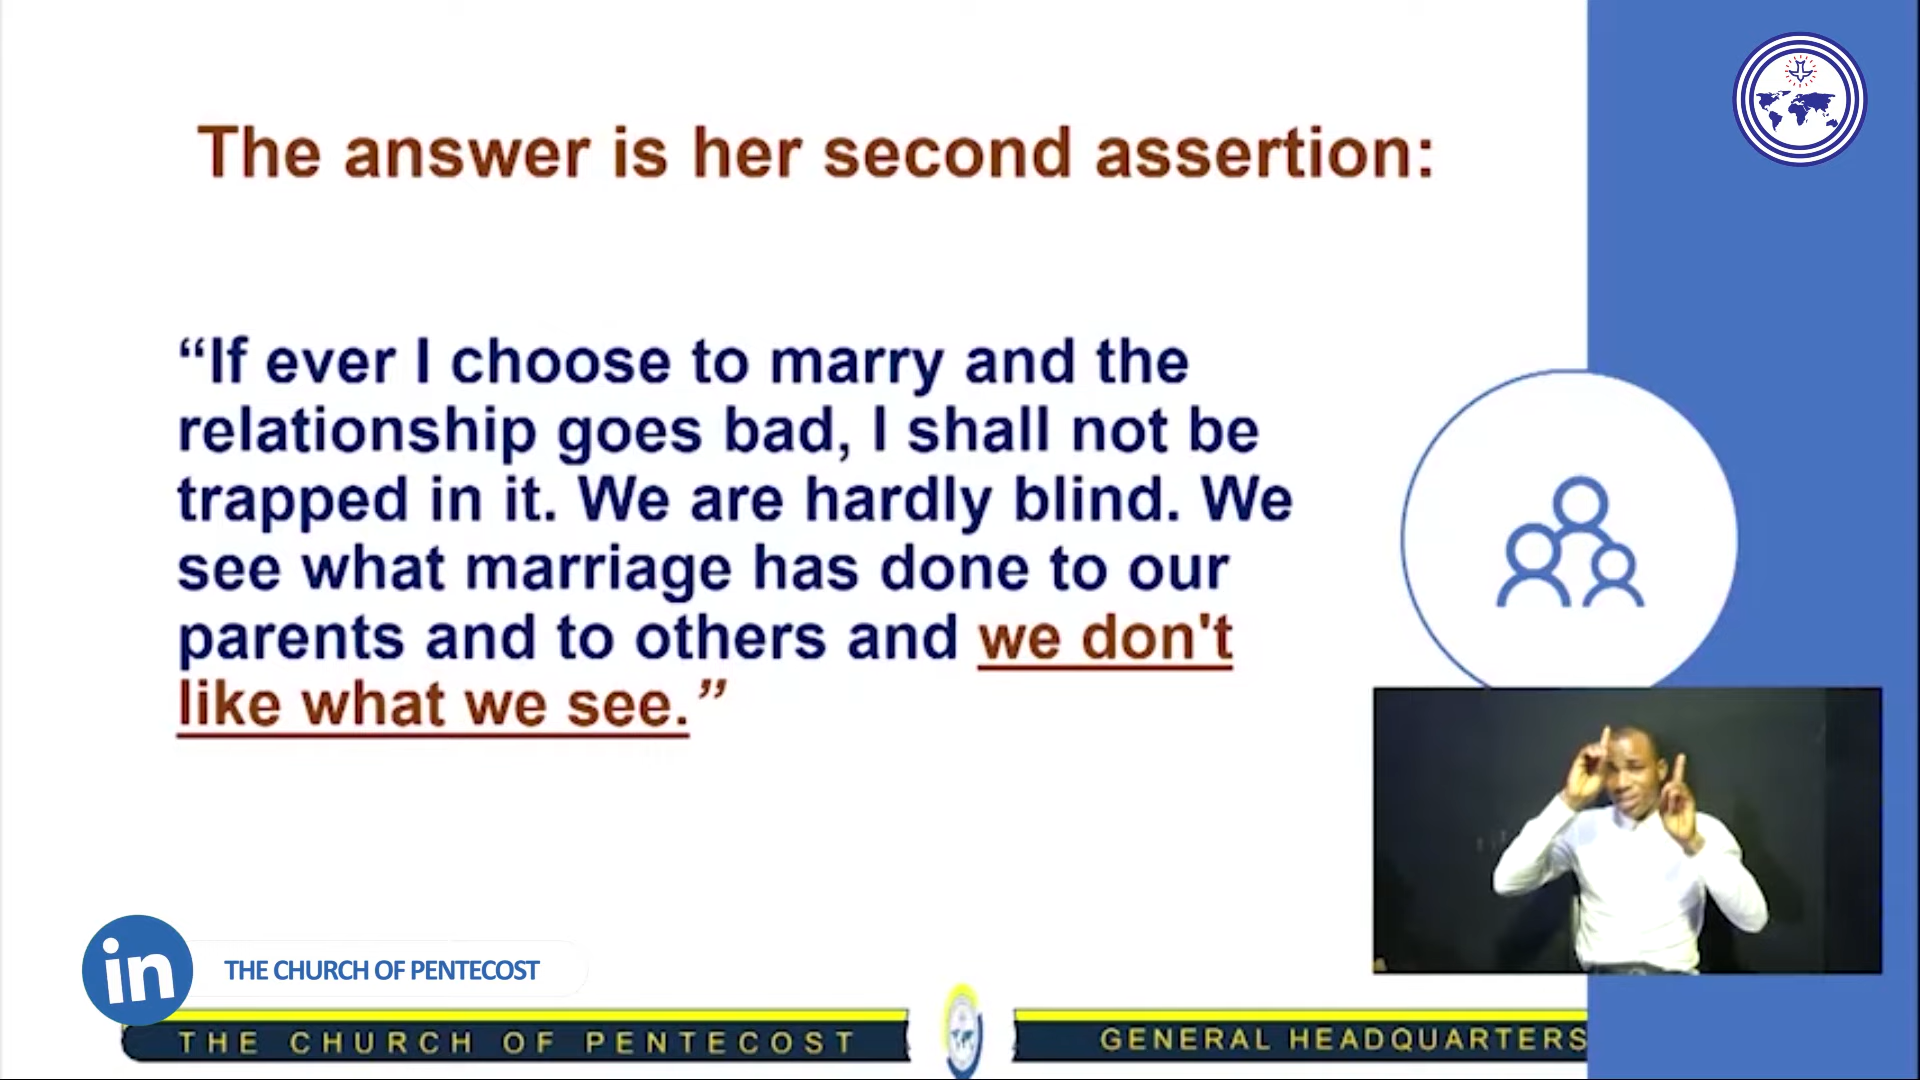 The answer is her second assertion:
“If ever I choose to marry and the
relationship goes bad, I shall not be
trapped in it. We are hardly blind. We
see what marriage has done to our
parents and to others and we don't
like what we see.”
in
THE CHURCH OF PENTECOST
THE CHURCH OF PENTECOST
GENERAL HEADQUARTERS